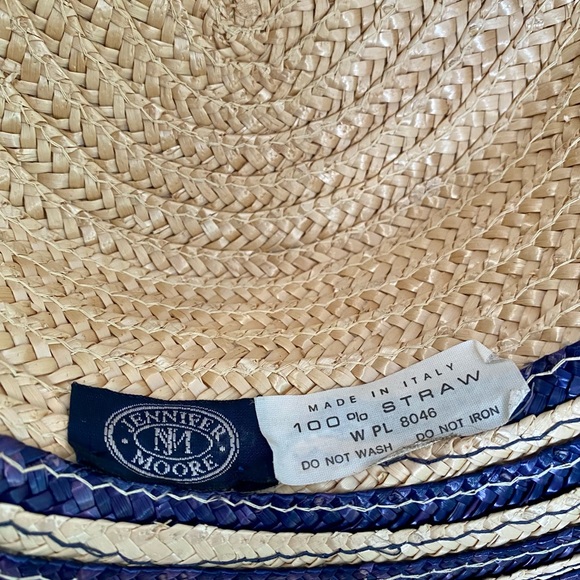 JENNIFER
JM
MOORE
MADE IN ITALY
100% STRAW
W PL 8046
DO NOT WASH DO NOT IRON